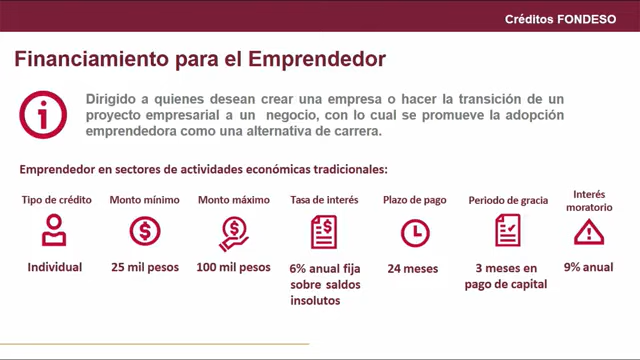 Créditos FONDESO
Financiamiento para el Emprendedor
Dirigido a quienes desean crear una empresa o hacer la transición de un
proyecto empresarial a un negocio, con lo cual se promueve la adopción
emprendedora como una alternativa de carrera.
Emprendedor en sectores de actividades económicas tradicionales:
Tipo de crédito
Individual
Monto mínimo
25 mil pesos
Monto máximo
100 mil pesos
Tasa de interés
6% anual fija
sobre saldos
insolutos
Plazo de pago
24 meses
Periodo de gracia
3 meses en
pago de capital
Interés
moratorio
9% anual